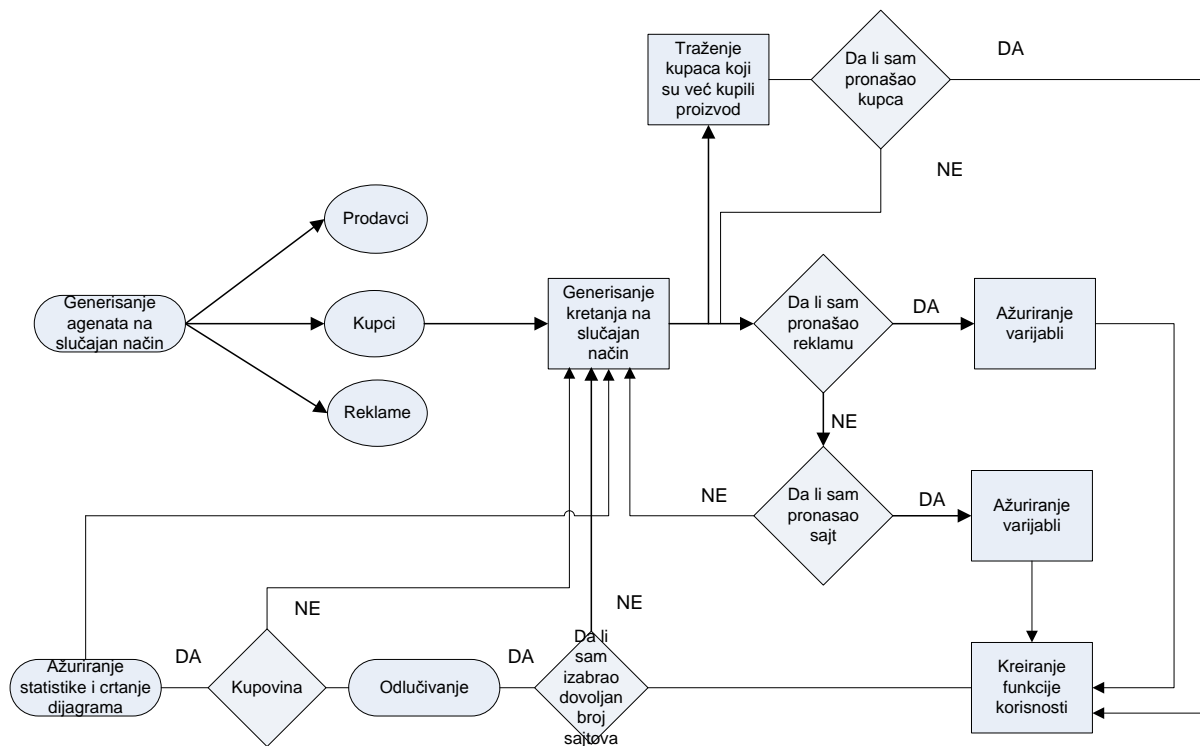 Traženje
kupaca koji
su već kupili
proizvod
Da li sam
pronašao
kupca
DA
NE
Prodavci
Generisanje
agenata na
slučajan način
Kupci
Reklame
Generisanje
kretanja na
slučajan
način
Da li sam
pronašao
reklamu
DA
Ažuriranje
varijabli
NE
NE
Da li sam
pronasao
sajt
DA
Ažuriranje
varijabli
NE
NE
Ažuriranje
statistike i crtanje
dijagrama
DA
Kupovina
Odlučivanje
DA
Da li
sam
izabrao
dovoljan
broj
sajtova
Kreiranje
funkcije
korisnosti